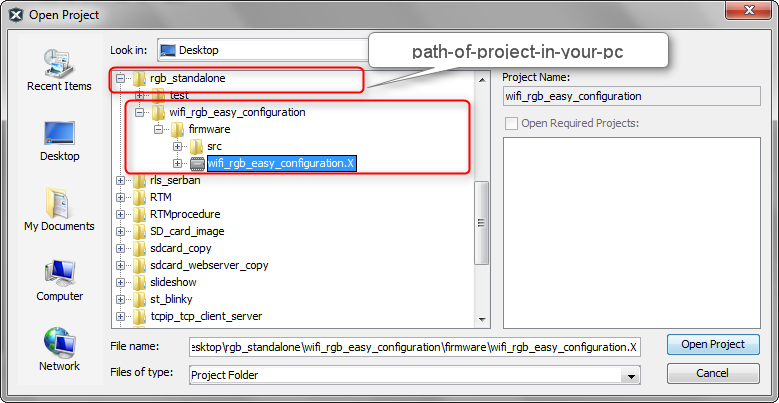 Open Project
Look in:
Desktop
path-of-project-in-your-pc
Recent Items
Desktop
My Documents
Computer
Network
rgb_standalone
test
wifi_rgb_easy_configuration
firmware
src
wifi_rgb_easy_configuration.X
rls_serban
RTM
RTMprocedure
SD_card_image
sdcard_copy
sdcard_webserver_copy
slideshow
st_blinky
tcpip_tcp_client_server
Project Name:
wifi_rgb_easy_configuration
Open Required Projects:
File name:
esktop\rgb_standalone\wifi_rgb_easy_configuration\firmware\wifi_rgb_easy_configuration.X
Open Project
Files of type:
Project Folder
Cancel